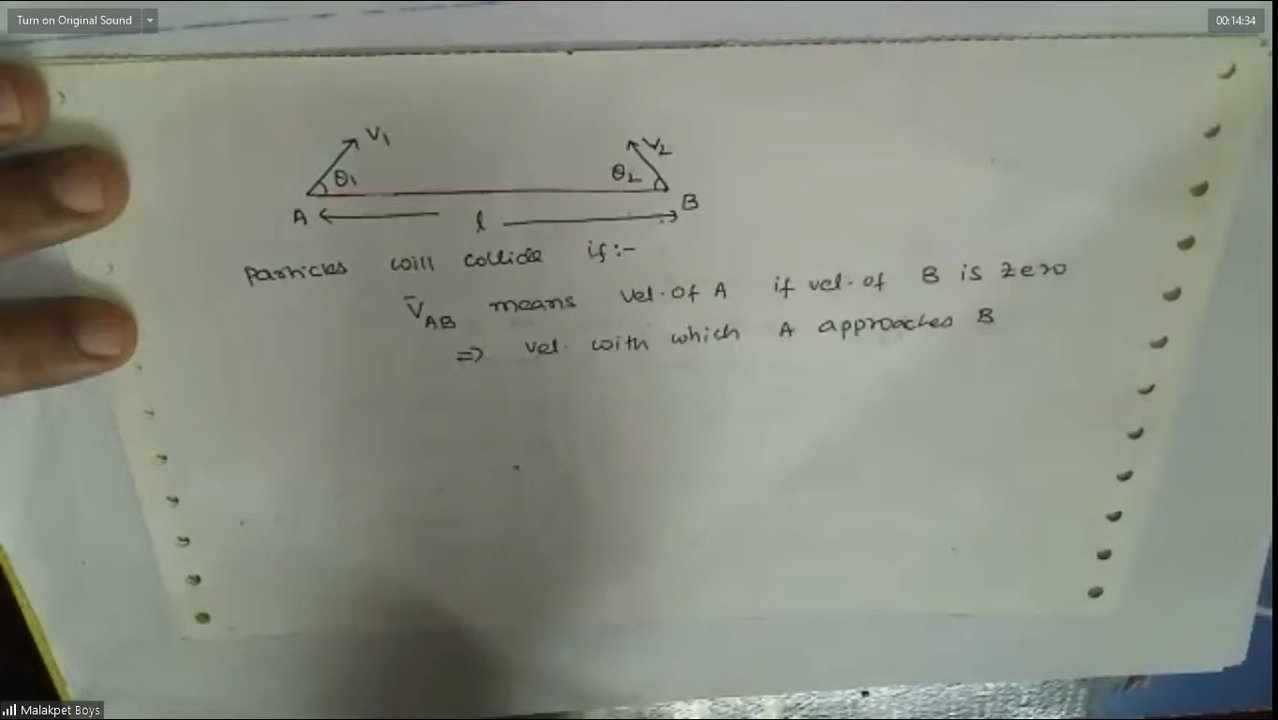 Turn on Original Sound
00:14:34
V1
V2
θ1
θ2
A
B
l
Particles will collide if:-
V̄AB means vel. of A if vel. of B is zero
⇒ vel. with which A approaches B
Malakpet Boys